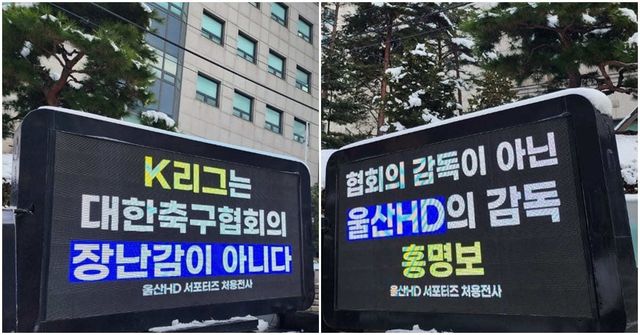 K리그는
대한축구협회의
장난감이 아니다
울산HD 서포터즈 처용전사
협회의 감독이 아닌
울산HD의 감독
홍명보
울산HD 서포터즈 처용전사